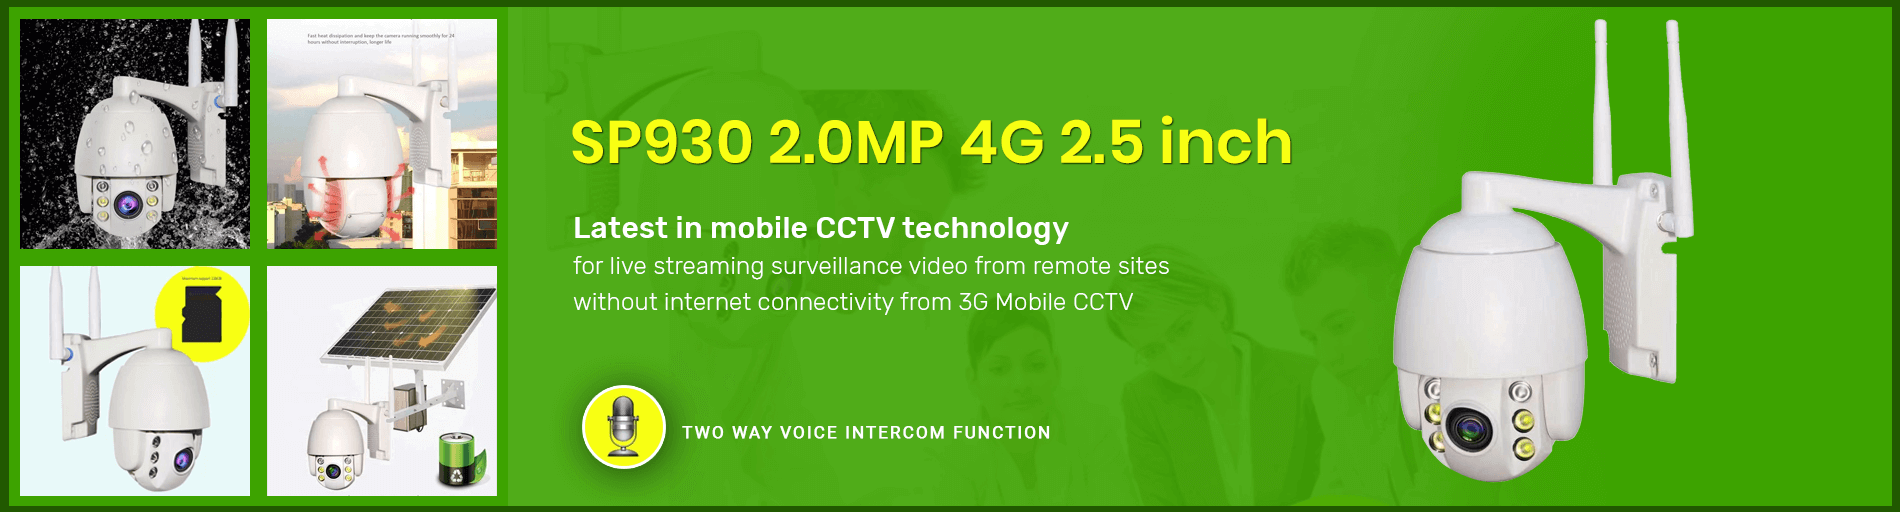 Fast heat dissipation and keep the camera running smoothly for 24
hours without interruption, longer life
Maximum support 128GB
SP930 2.0MP 4G 2.5 inch
Latest in mobile CCTV technology
for live streaming surveillance video from remote sites
without internet connectivity from 3G Mobile CCTV
TWO WAY VOICE INTERCOM FUNCTION